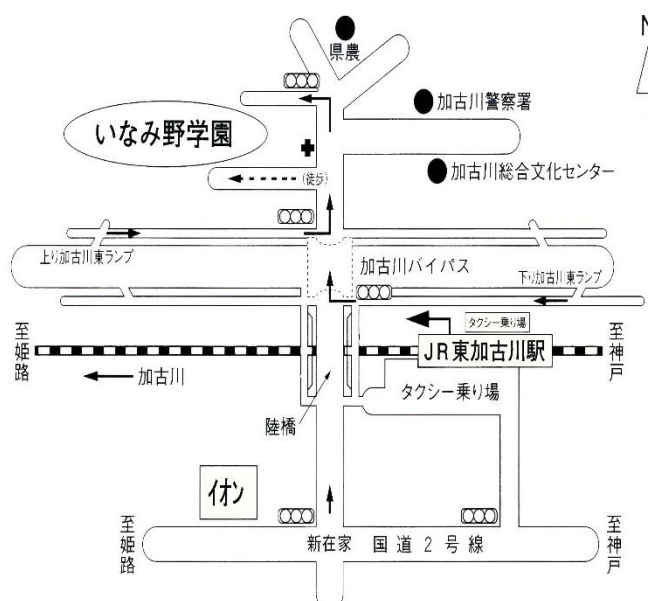 N
県農
加古川警察署
いなみ野学園
加古川総合文化センター
(徒歩)
上り加古川東ランプ
加古川バイパス
下り加古川東ランプ
タクシー乗り場
至姫路
JR東加古川駅
至神戸
加古川
タクシー乗り場
陸橋
イオン
至姫路
新在家 国道2号線
至神戸